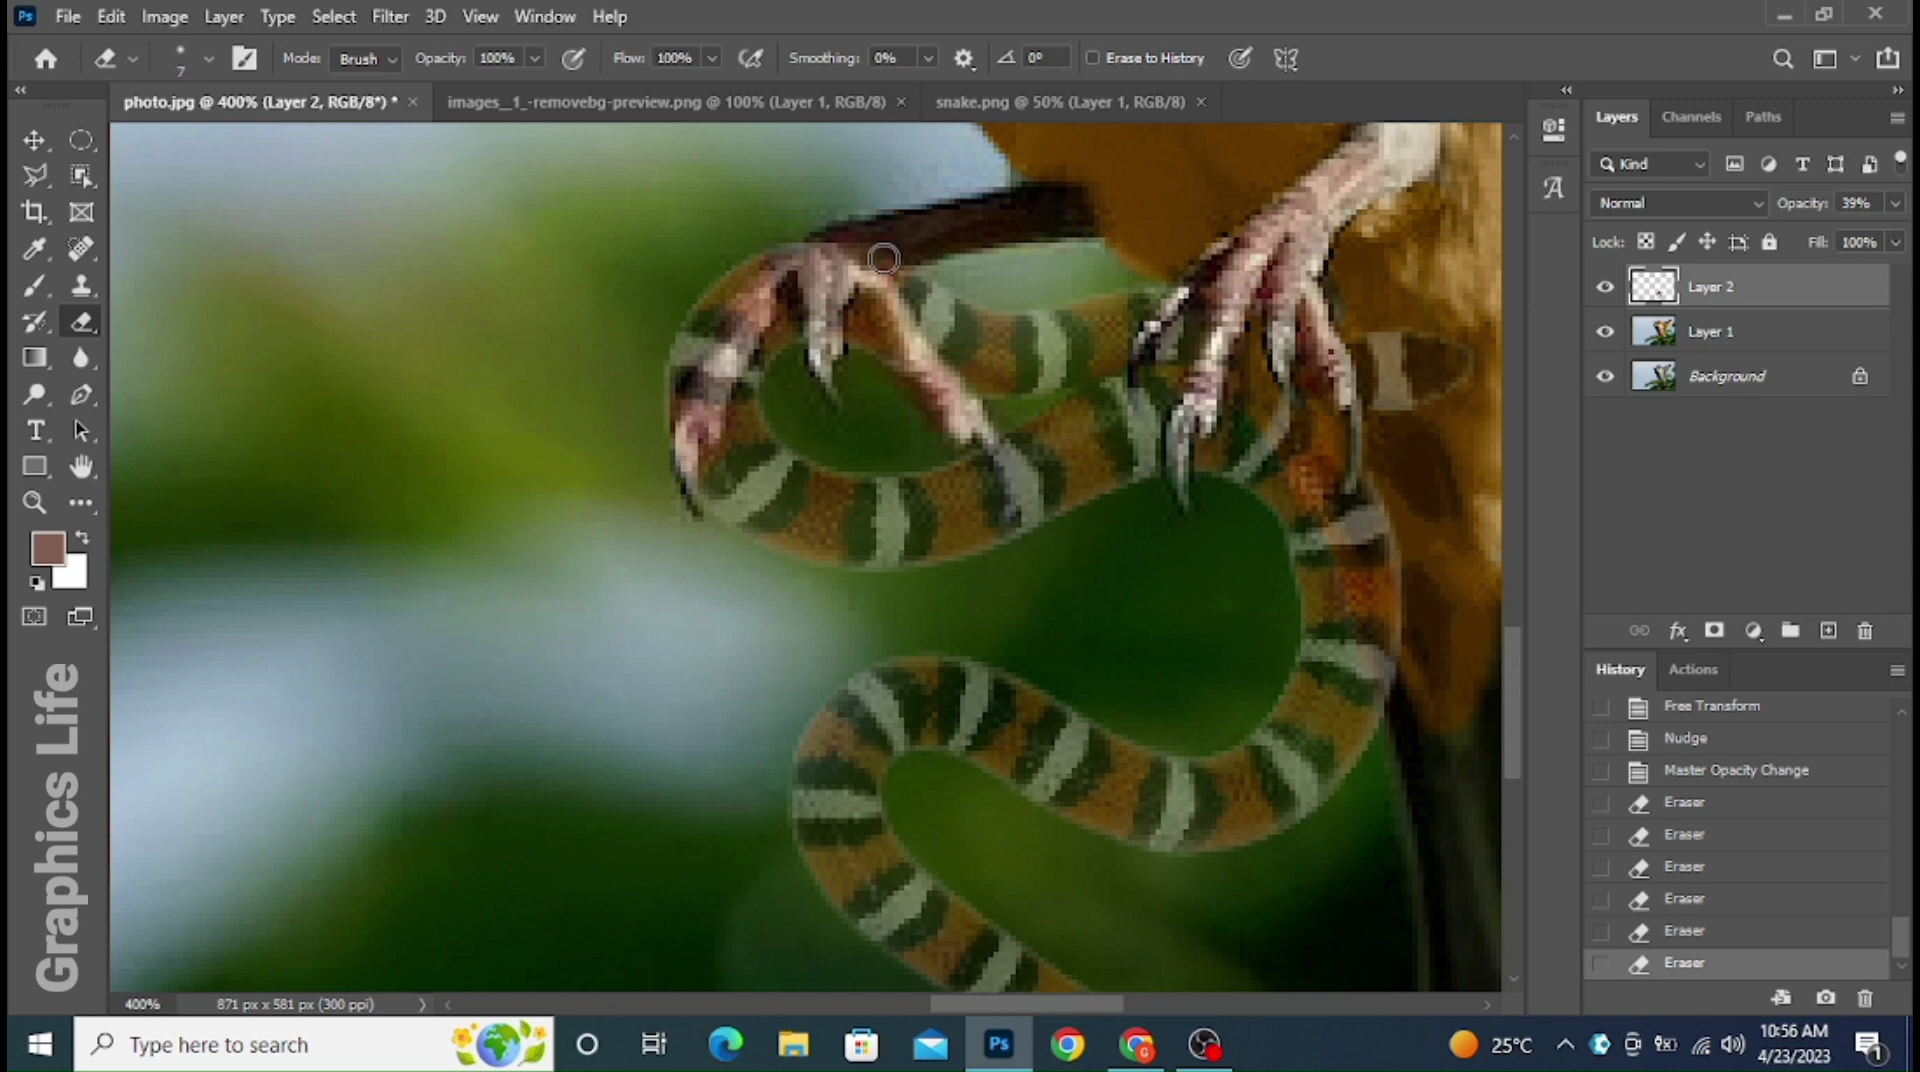 Ps File Edit Image Layer Type Select Filter 3D View Window Help
7 Mode: Brush Opacity: 100% Flow: 100% Smoothing: 0% 0° Erase to History
photo.jpg @ 400% (Layer 2, RGB/8*) * × images__1_-removebg-preview.png @ 100% (Layer 1, RGB/8) × snake.png @ 50% (Layer 1, RGB/8) ×
Layers Channels Paths
Kind
Normal Opacity: 39%
Lock: Fill: 100%
Layer 2
Layer 1
Background
History Actions
Free Transform
Nudge
Master Opacity Change
Eraser
Eraser
Eraser
Eraser
Eraser
Eraser
Graphics Life
400% 871 px x 581 px (300 ppi)
Type here to search
Ps
25°C
10:56 AM
4/23/2023
1